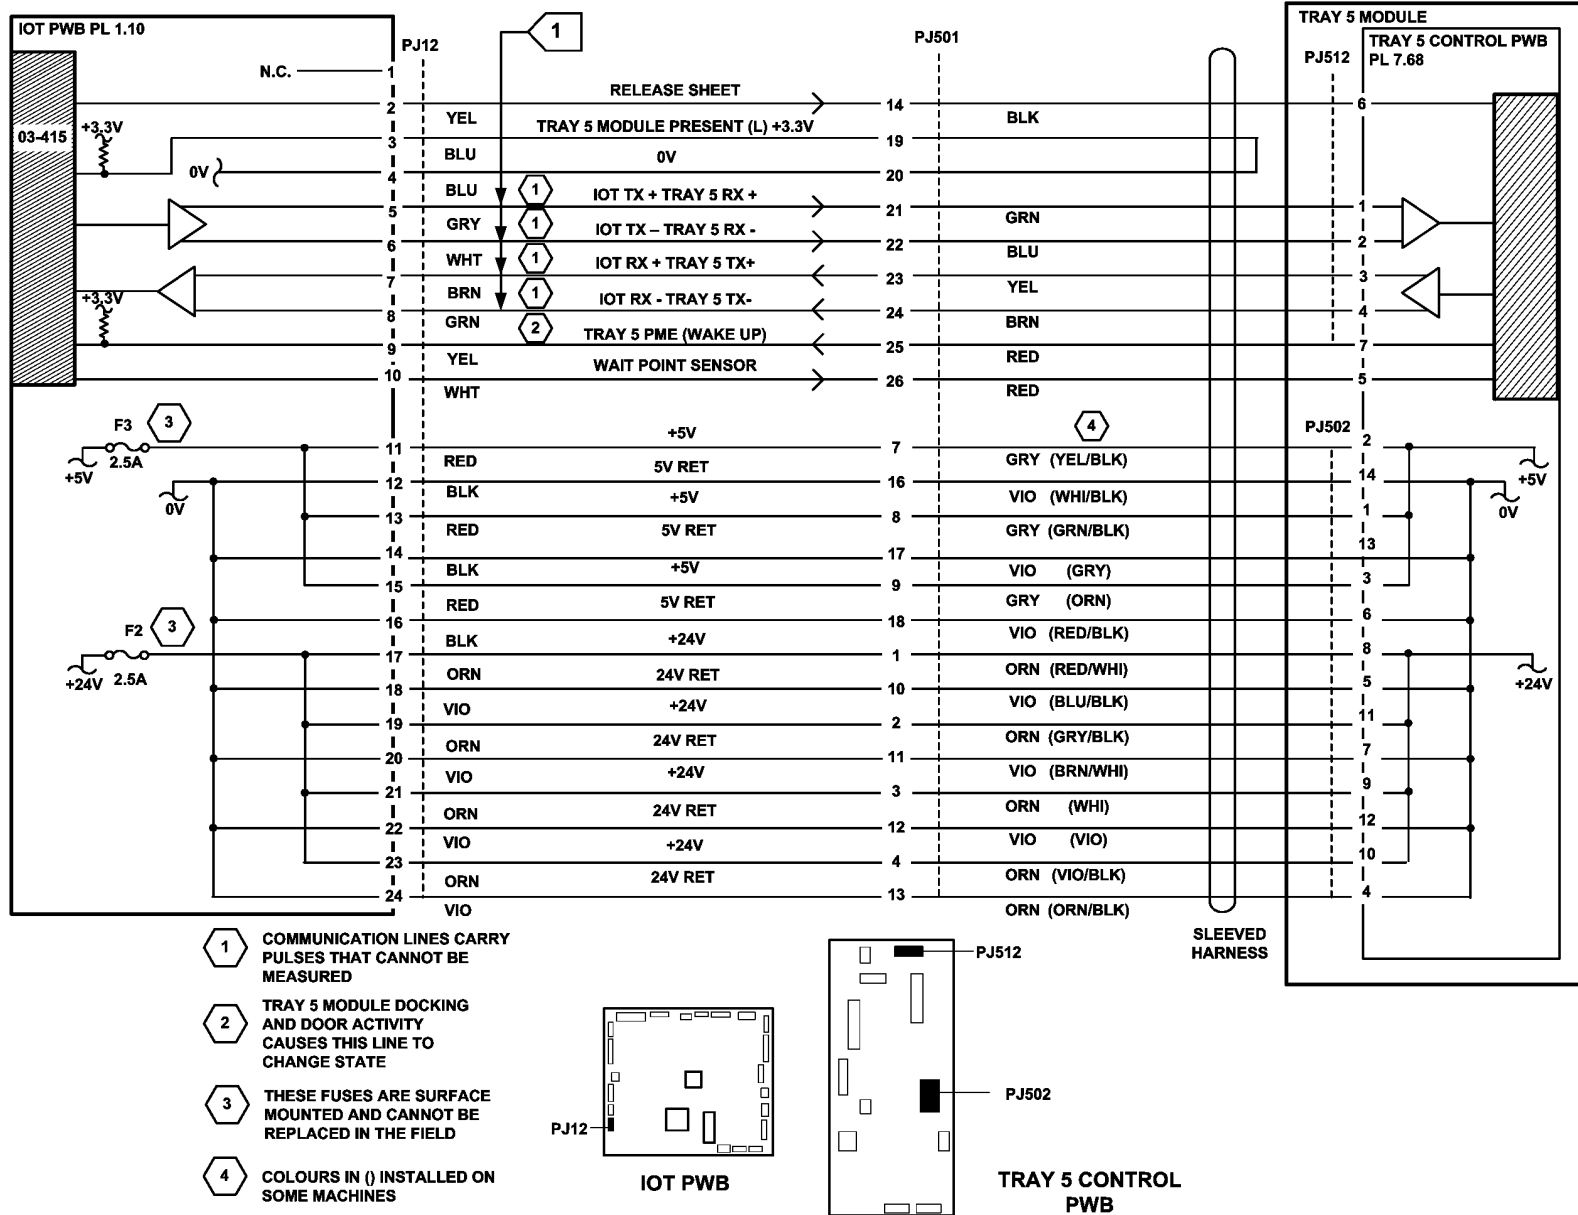 IOT PWB PL 1.10
PJ12
1
PJ501
TRAY 5 MODULE
TRAY 5 CONTROL PWB
PL 7.68
PJ512
N.C. 1
2 RELEASE SHEET 14 6
YEL BLK
03-415 +3.3V
3 TRAY 5 MODULE PRESENT (L) +3.3V 19
BLU
0V 4 0V 20
BLU 1
5 IOT TX + TRAY 5 RX + 21 1
GRY 1 GRN
6 IOT TX – TRAY 5 RX - 22 2
WHT 1 BLU
7 IOT RX + TRAY 5 TX+ 23 3
BRN 1 YEL
+3.3V 8 IOT RX - TRAY 5 TX- 24 4
GRN 2 BRN
9 TRAY 5 PME (WAKE UP) 25 7
YEL RED
10 WAIT POINT SENSOR 26 5
WHT RED
F3 3 4
PJ502
2.5A 11 +5V 7 2
+5V RED GRY (YEL/BLK) +5V
12 5V RET 16 14
0V BLK VIO (WHI/BLK) 0V
13 +5V 8 1
RED GRY (GRN/BLK)
14 5V RET 17 13
BLK VIO (GRY)
15 +5V 9 3
RED GRY (ORN)
16 5V RET 18 6
BLK VIO (RED/BLK)
F2 3
17 +24V 1 8
+24V 2.5A ORN ORN (RED/WHI) +24V
18 24V RET 10 5
VIO VIO (BLU/BLK)
19 +24V 2 11
ORN ORN (GRY/BLK)
20 24V RET 11 7
VIO VIO (BRN/WHI)
21 +24V 3 9
ORN ORN (WHI)
22 24V RET 12 12
VIO VIO (VIO)
23 +24V 4 10
ORN ORN (VIO/BLK)
24 24V RET 13 4
VIO ORN (ORN/BLK)
SLEEVED
HARNESS
1 COMMUNICATION LINES CARRY
PULSES THAT CANNOT BE
MEASURED
2 TRAY 5 MODULE DOCKING
AND DOOR ACTIVITY
CAUSES THIS LINE TO
CHANGE STATE
3 THESE FUSES ARE SURFACE
MOUNTED AND CANNOT BE
REPLACED IN THE FIELD
4 COLOURS IN () INSTALLED ON
SOME MACHINES
PJ12
IOT PWB
PJ512
PJ502
TRAY 5 CONTROL
PWB